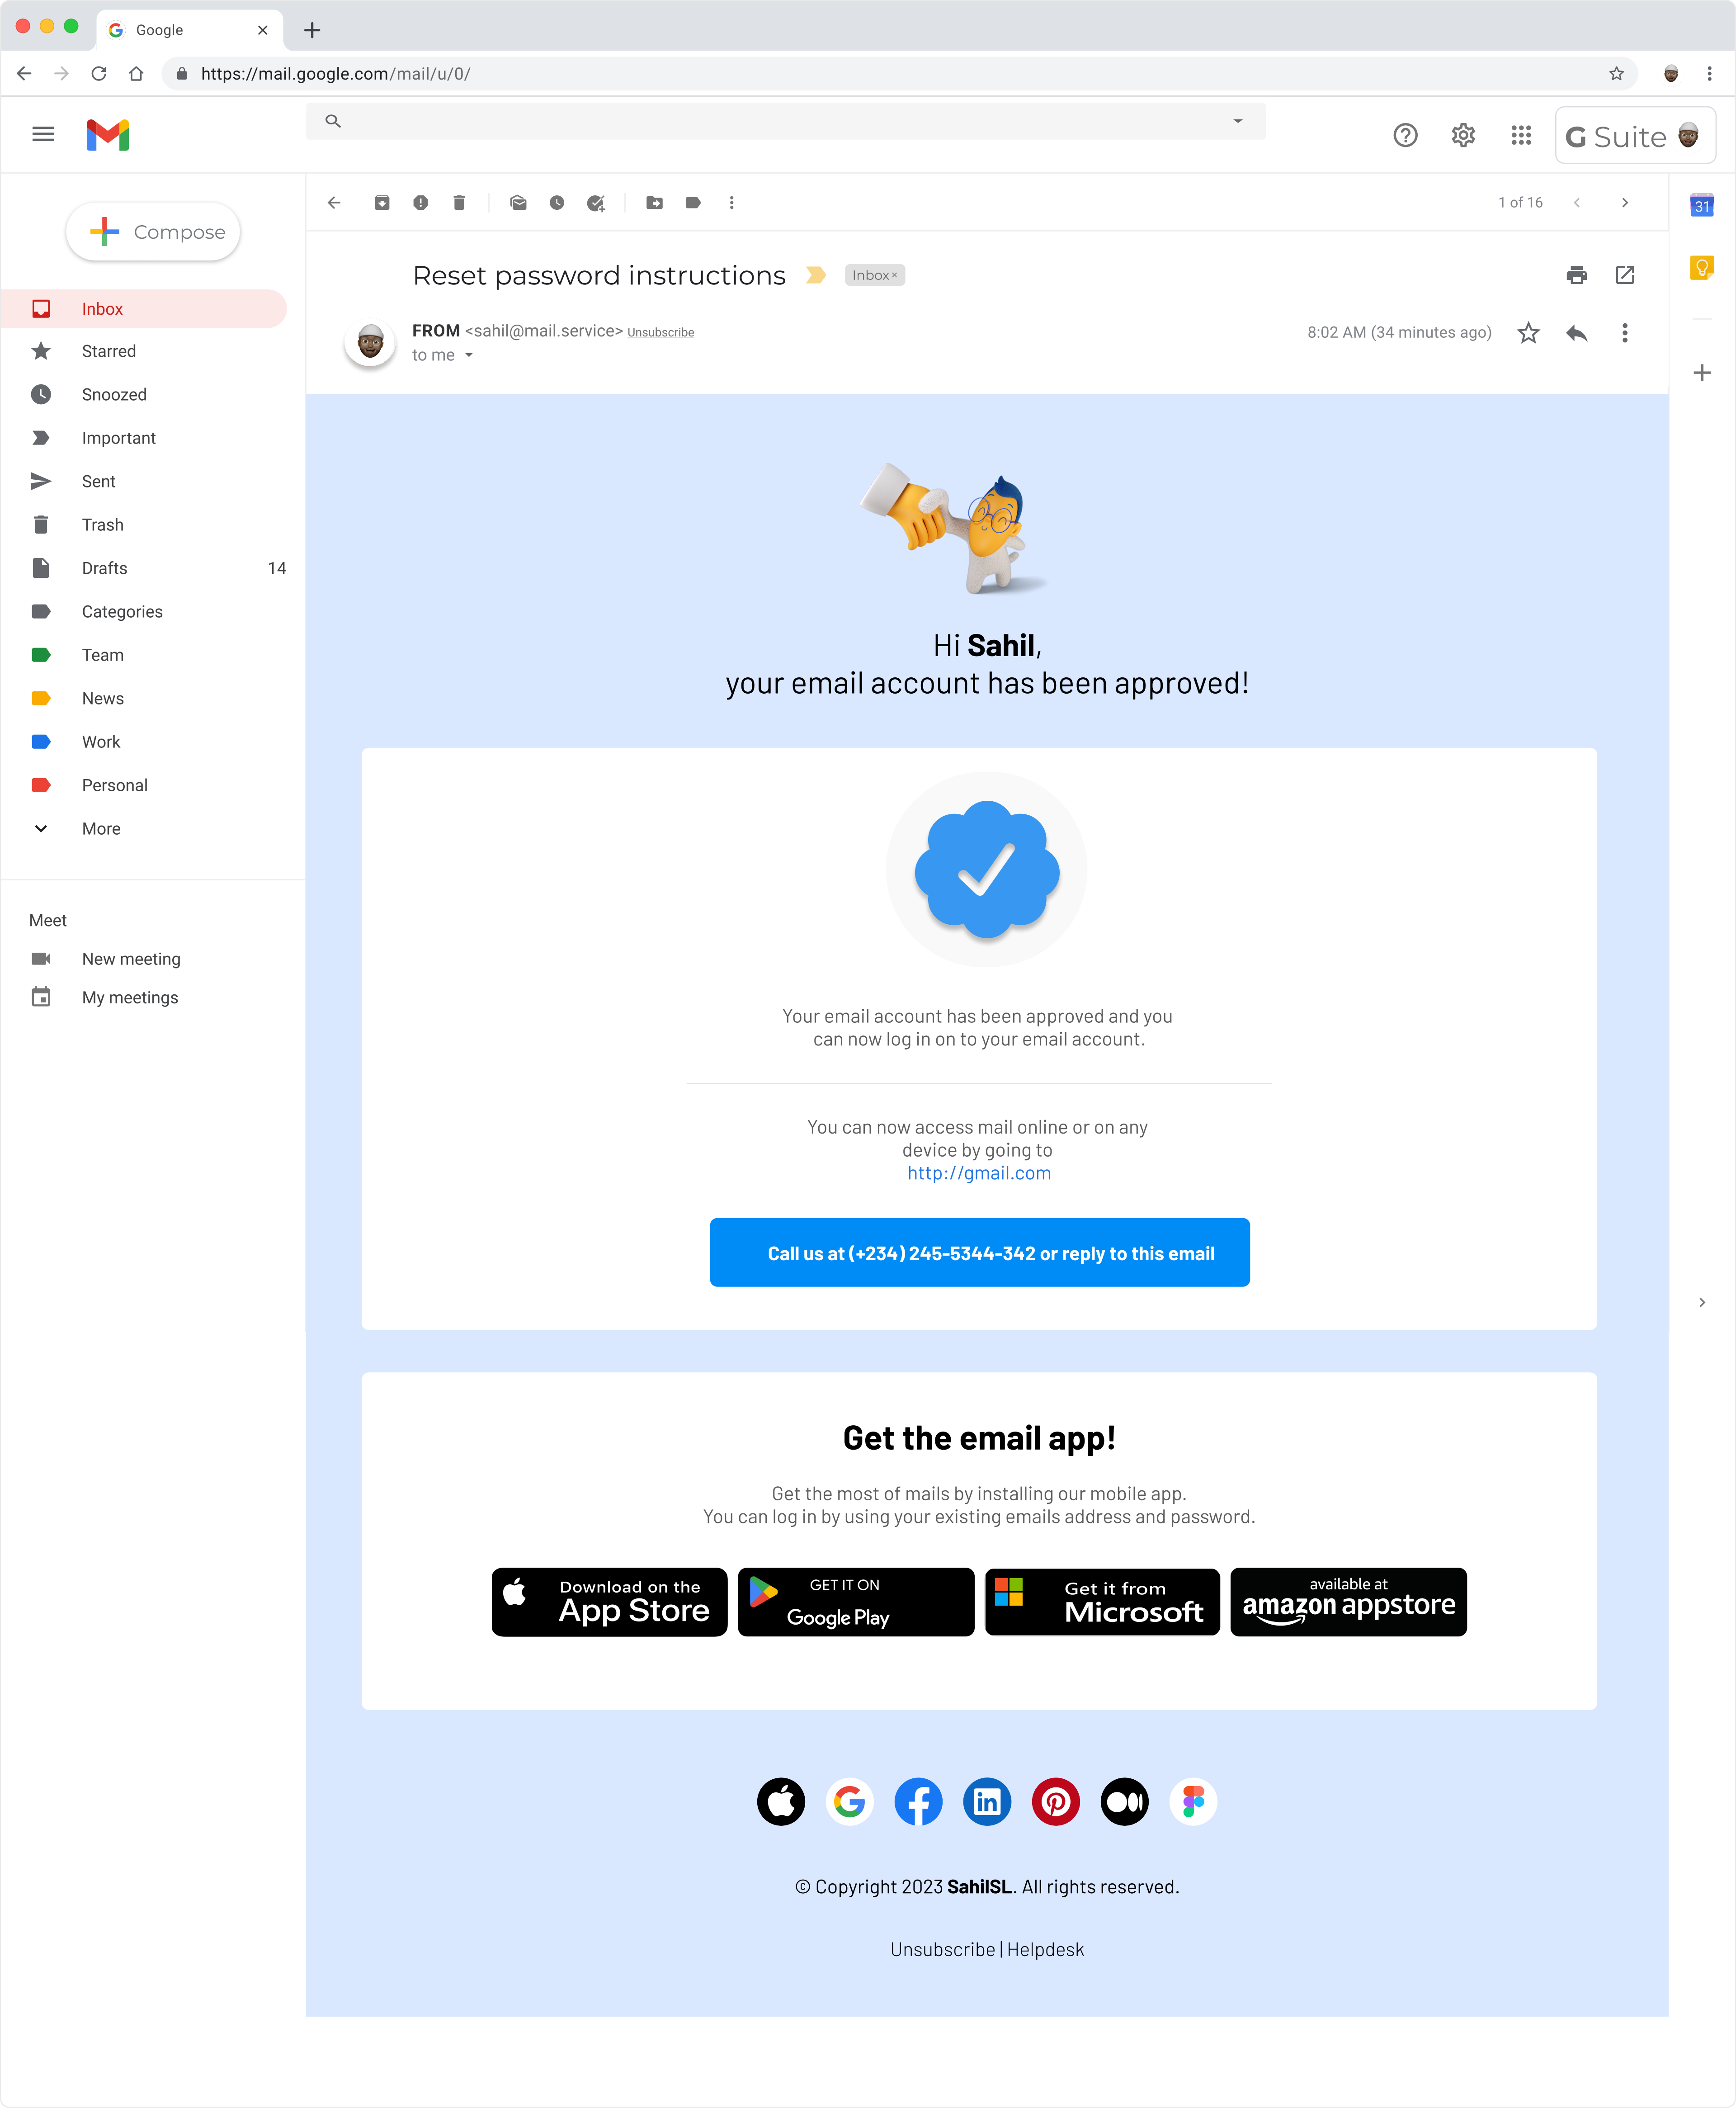 Google
https://mail.google.com/mail/u/0/
G Suite
Compose
1 of 16
31
Reset password instructions
Inbox×
Inbox
FROM <sahil@mail.service> Unsubscribe
8:02 AM (34 minutes ago)
to me
Starred
Snoozed
Important
Sent
Trash
Drafts 14
Categories
Team
News
Work
Personal
More
Meet
New meeting
My meetings
Hi Sahil,
your email account has been approved!
Your email account has been approved and you
can now log in on to your email account.
You can now access mail online or on any
device by going to
http://gmail.com
Call us at (+234) 245-5344-342 or reply to this email
Get the email app!
Get the most of mails by installing our mobile app.
You can log in by using your existing emails address and password.
Download on the
App Store
GET IT ON
Google Play
Get it from
Microsoft
available at
amazon appstore
in
© Copyright 2023 SahilSL. All rights reserved.
Unsubscribe | Helpdesk